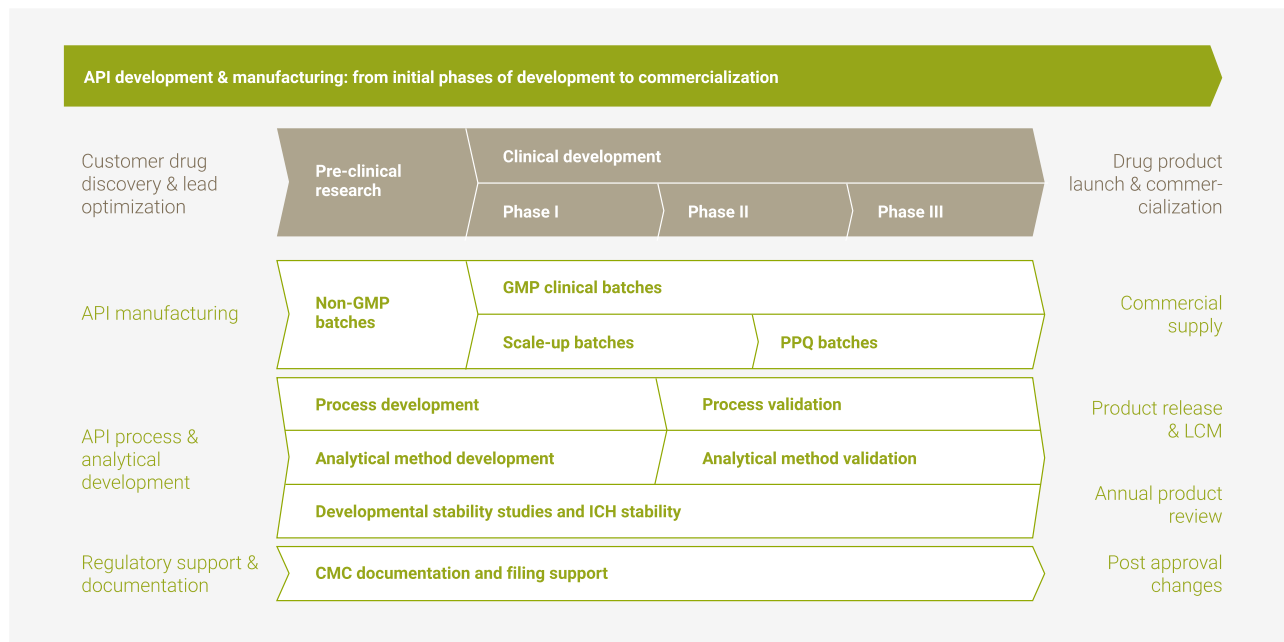 API development & manufacturing: from initial phases of development to commercialization
Customer drug
discovery & lead
optimization
Pre-clinical
research
Clinical development
Phase I
Phase II
Phase III
Drug product
launch & commer-
cialization
API manufacturing
Non-GMP
batches
GMP clinical batches
Scale-up batches
PPQ batches
Commercial
supply
API process &
analytical
development
Process development
Process validation
Analytical method development
Analytical method validation
Developmental stability studies and ICH stability
Product release
& LCM
Annual product
review
Regulatory support &
documentation
CMC documentation and filing support
Post approval
changes